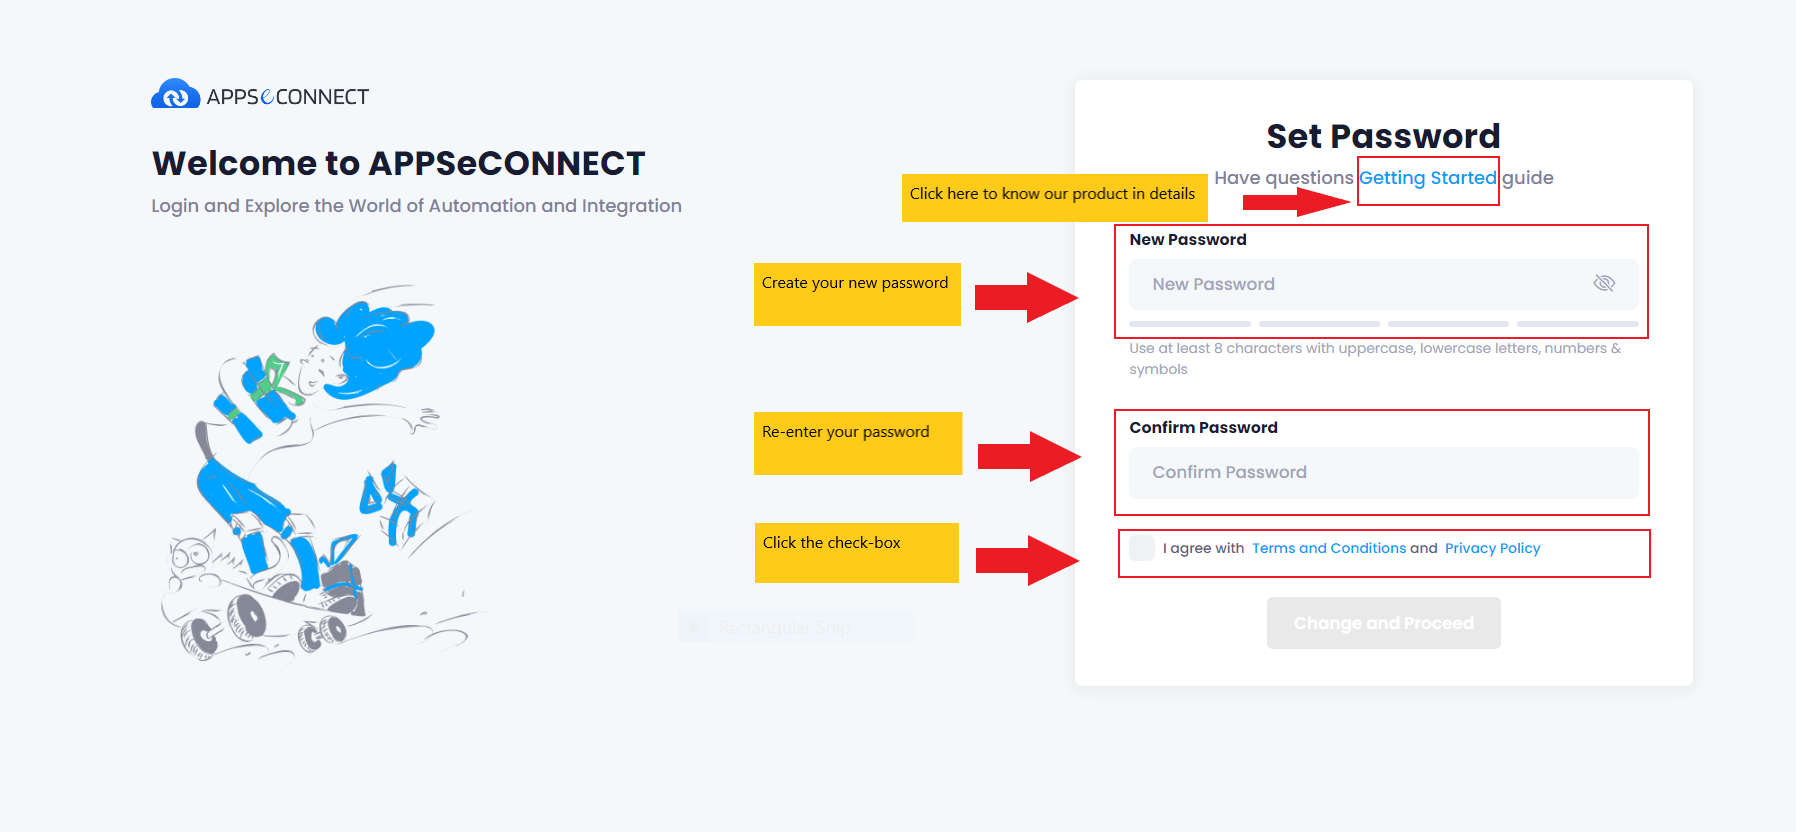 APPSeCONNECT
Welcome to APPSeCONNECT
Login and Explore the World of Automation and Integration
Set Password
Have questions Getting Started guide
Click here to know our product in details
New Password
New Password
Create your new password
Use at least 8 characters with uppercase, lowercase letters, numbers &
symbols
Confirm Password
Re-enter your password
Confirm Password
Click the check-box
I agree with Terms and Conditions and Privacy Policy
Change and Proceed
Rectangular Snip